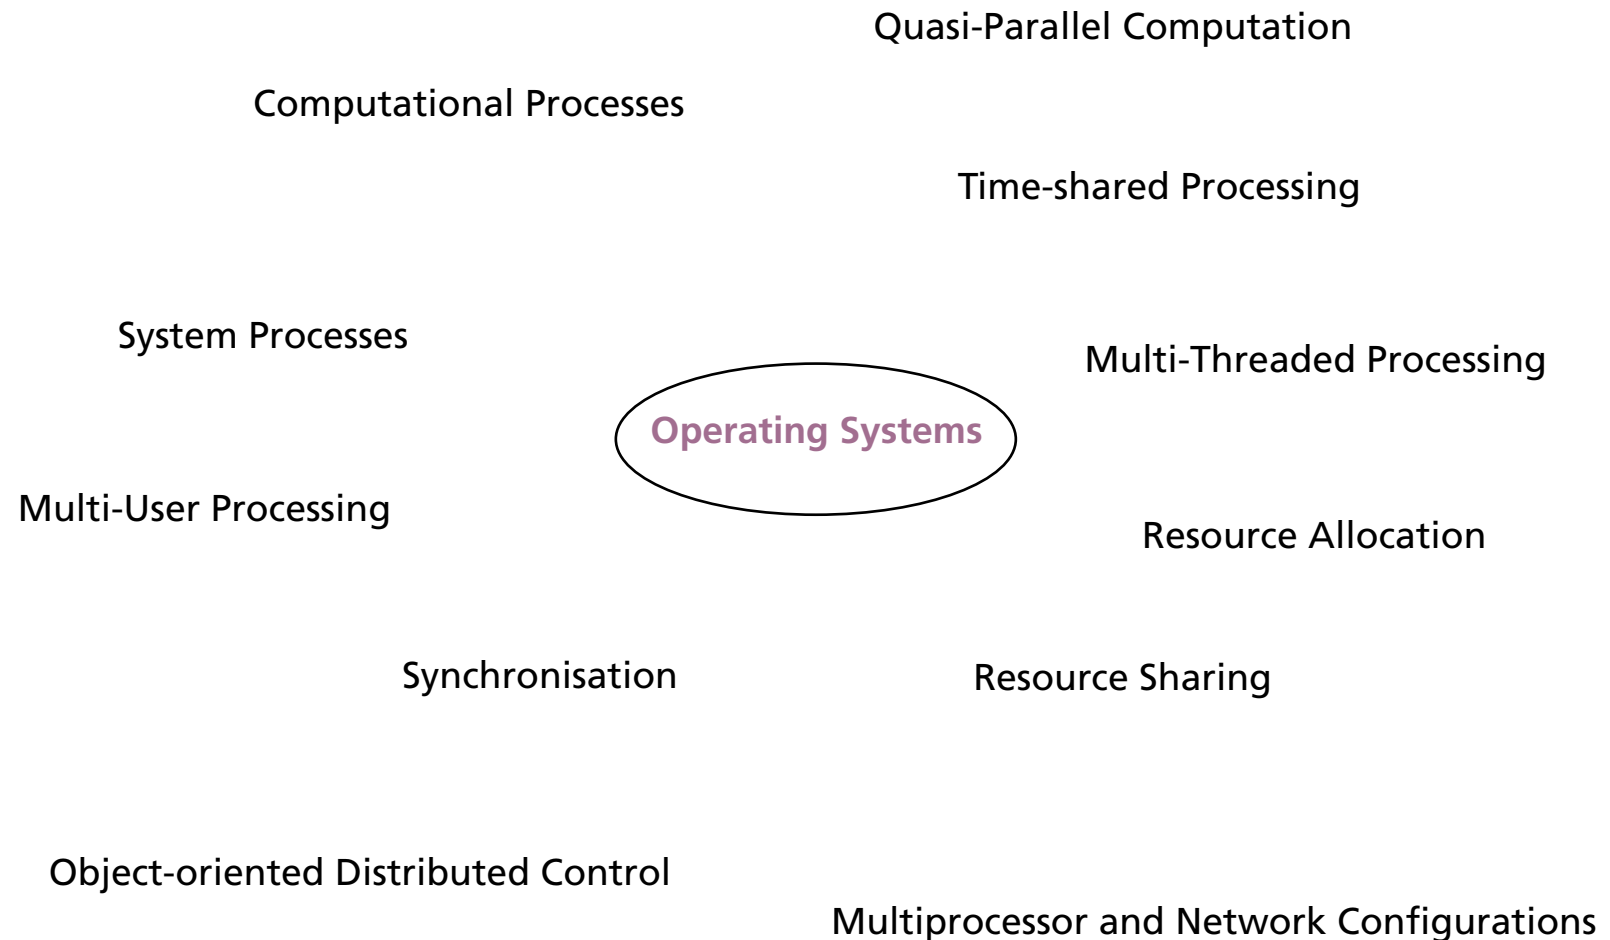 Quasi-Parallel Computation
Computational Processes
Time-shared Processing
System Processes
Multi-Threaded Processing
Operating Systems
Multi-User Processing
Resource Allocation
Synchronisation
Resource Sharing
Object-oriented Distributed Control
Multiprocessor and Network Configurations